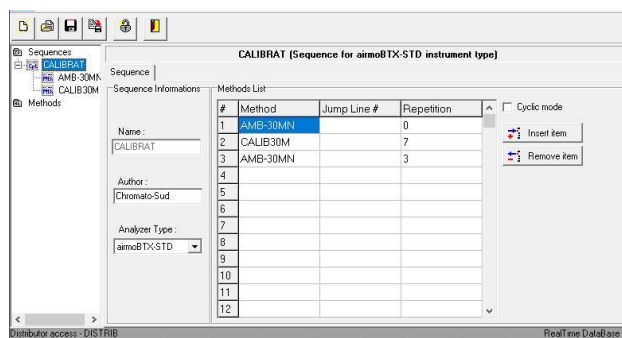 Sequences
CALIBRAT
AMB-30MN
CALIB30M
Methods
CALIBRAT (Sequence for airmoBTX-STD instrument type)
Sequence
Sequence Informations
Name :
CALIBRAT
Author :
Chromato-Sud
Analyzer Type :
airmoBTX-STD
Methods List
# Method Jump Line # Repetition
1 AMB-30MN 0
2 CALIB30M 7
3 AMB-30MN 3
4
5
6
7
8
9
10
11
12
Cyclic mode
Insert item
Remove item
Distributor access - DISTRIB
RealTime DataBase